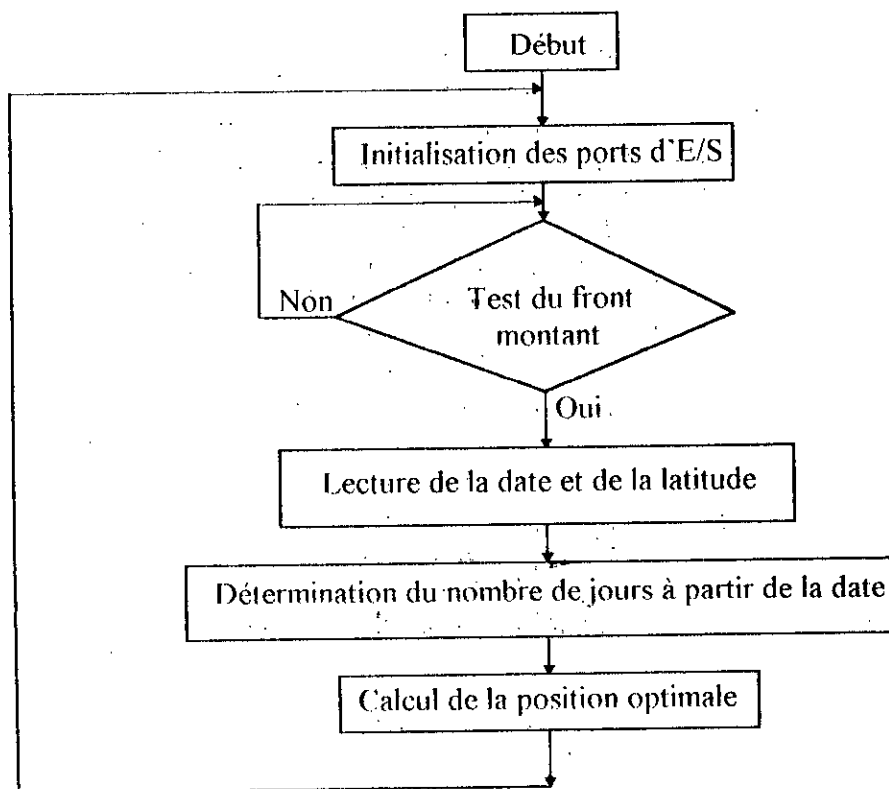 Début
Initialisation des ports d'E/S
Non
Test du front
montant
Oui
Lecture de la date et de la latitude
Détermination du nombre de jours à partir de la date
Calcul de la position optimale